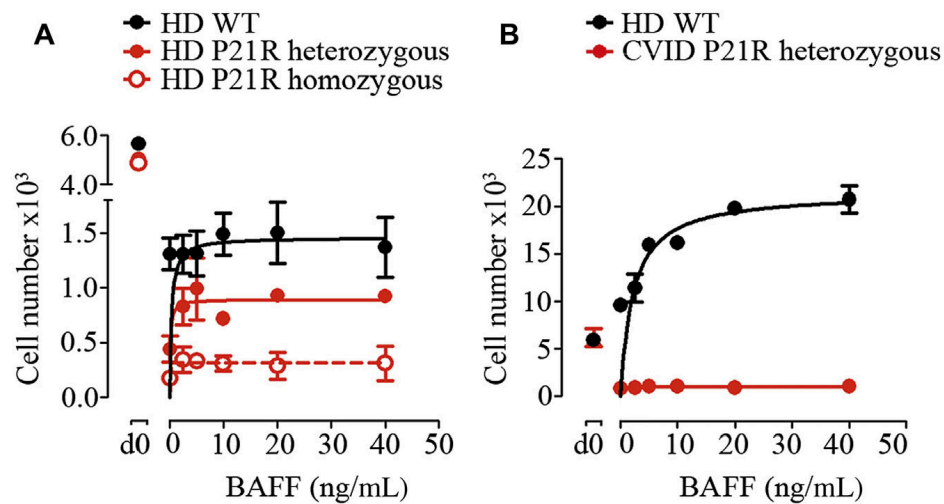 A
HD WT
HD P21R heterozygous
HD P21R homozygous
Cell number x10³
6.0
4.0
1.5
1.0
0.5
0.0
d0 0 10 20 30 40 50
BAFF (ng/mL)
B
HD WT
CVID P21R heterozygous
Cell number x10³
25
20
15
10
5
0
d0 0 10 20 30 40 50
BAFF (ng/mL)